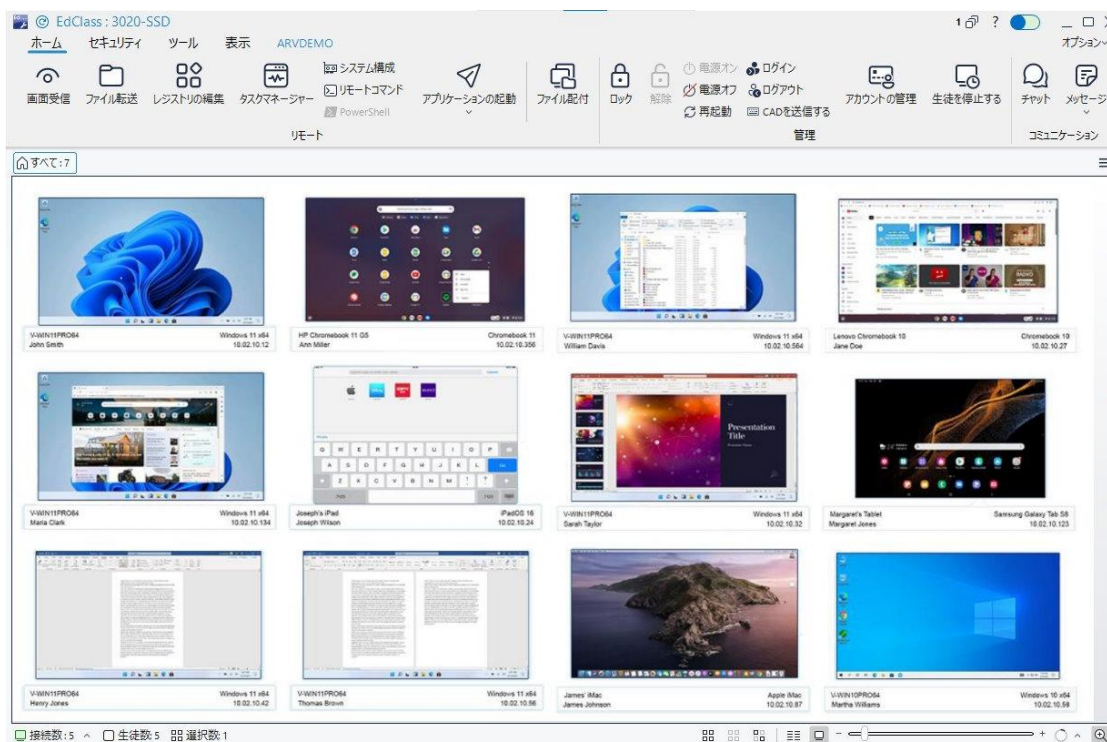 EdClass : 3020-SSD
1
?
ホーム セキュリティ ツール 表示 ARVDEMO
オプション
画面受信 ファイル転送 レジストリの編集 タスクマネージャー
システム構成
リモートコマンド
PowerShell
アプリケーションの起動
ファイル配付
ロック 解除
電源オン ログイン
電源オフ ログアウト
再起動 CADを送信する
アカウントの管理 生徒を停止する
チャット メッセージ
リモート 管理 コミュニケーション
すべて:7
V-WIN11PRO64 Windows 11 x64
John Smith 10.02.10.12
HP Chromebook 11 G5 Chromebook 11
Ann Miller 10.02.10.356
V-WIN11PRO64 Windows 11 x64
William Davis 10.02.10.564
Lenovo Chromebook 10 Chromebook 10
Jane Doe 10.02.10.27
Presentation
Title
Q W E R T Y U I O P
A S D F G H J K L
Z X C V B N M
V-WIN11PRO64 Windows 11 x64
Maria Clark 10.02.10.134
Joseph's iPad iPadOS 16
Joseph Wilson 10.02.10.24
V-WIN11PRO64 Windows 11 x64
Sarah Taylor 10.02.10.32
Margaret's Tablet Samsung Galaxy Tab S8
Margaret Jones 10.02.10.123
V-WIN11PRO64 Windows 11 x64
Henry Jones 10.02.10.42
V-WIN11PRO64 Windows 11 x64
Thomas Brown 10.02.10.56
James' iMac Apple iMac
James Johnson 10.02.10.87
V-WIN10PRO64 Windows 10 x64
Martha Williams 10.02.10.58
接続数:5 生徒数:5 選択数:1